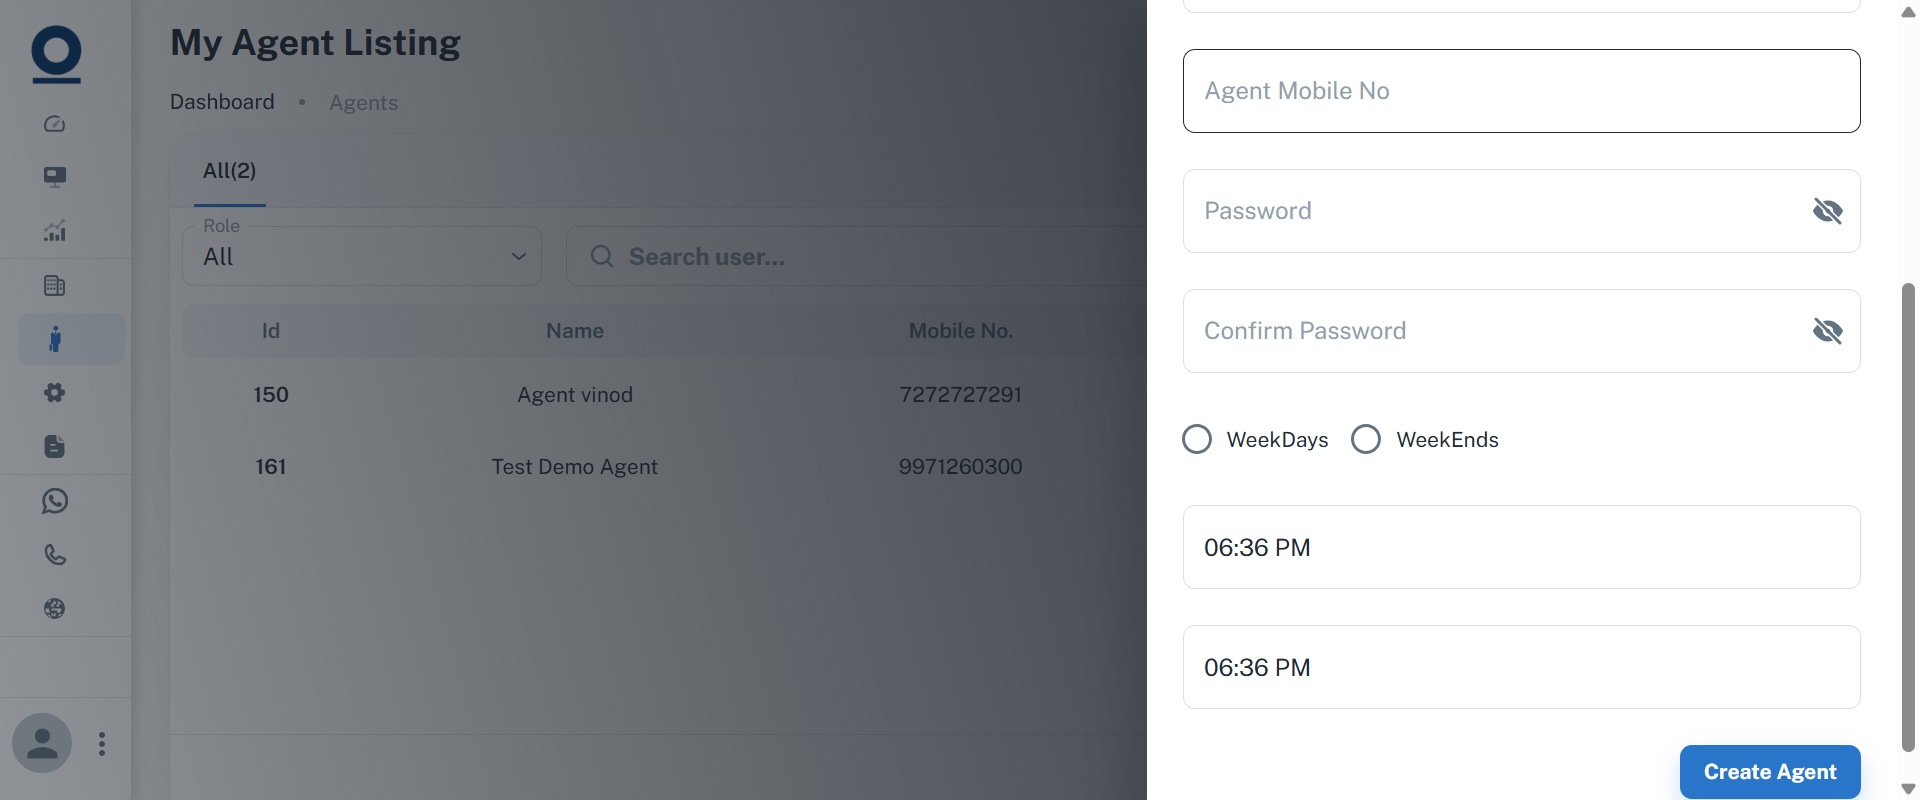 My Agent Listing
Dashboard • Agents
All(2)
Role
All
Search user...
Id Name Mobile No.
150 Agent vinod 7272727291
161 Test Demo Agent 9971260300
Agent Mobile No
Password
Confirm Password
WeekDays WeekEnds
06:36 PM
06:36 PM
Create Agent